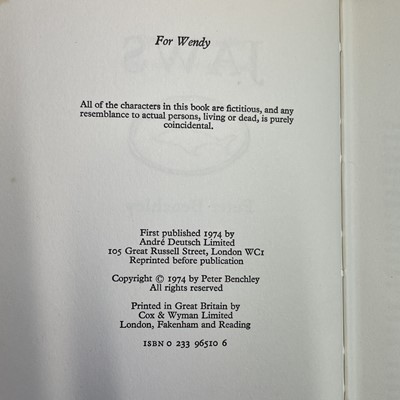 For Wendy
All of the characters in this book are fictitious, and any
resemblance to actual persons, living or dead, is purely
coincidental.
First published 1974 by
André Deutsch Limited
105 Great Russell Street, London WC1
Reprinted before publication
Copyright © 1974 by Peter Benchley
All rights reserved
Printed in Great Britain by
Cox & Wyman Limited
London, Fakenham and Reading
ISBN 0 233 96510 6